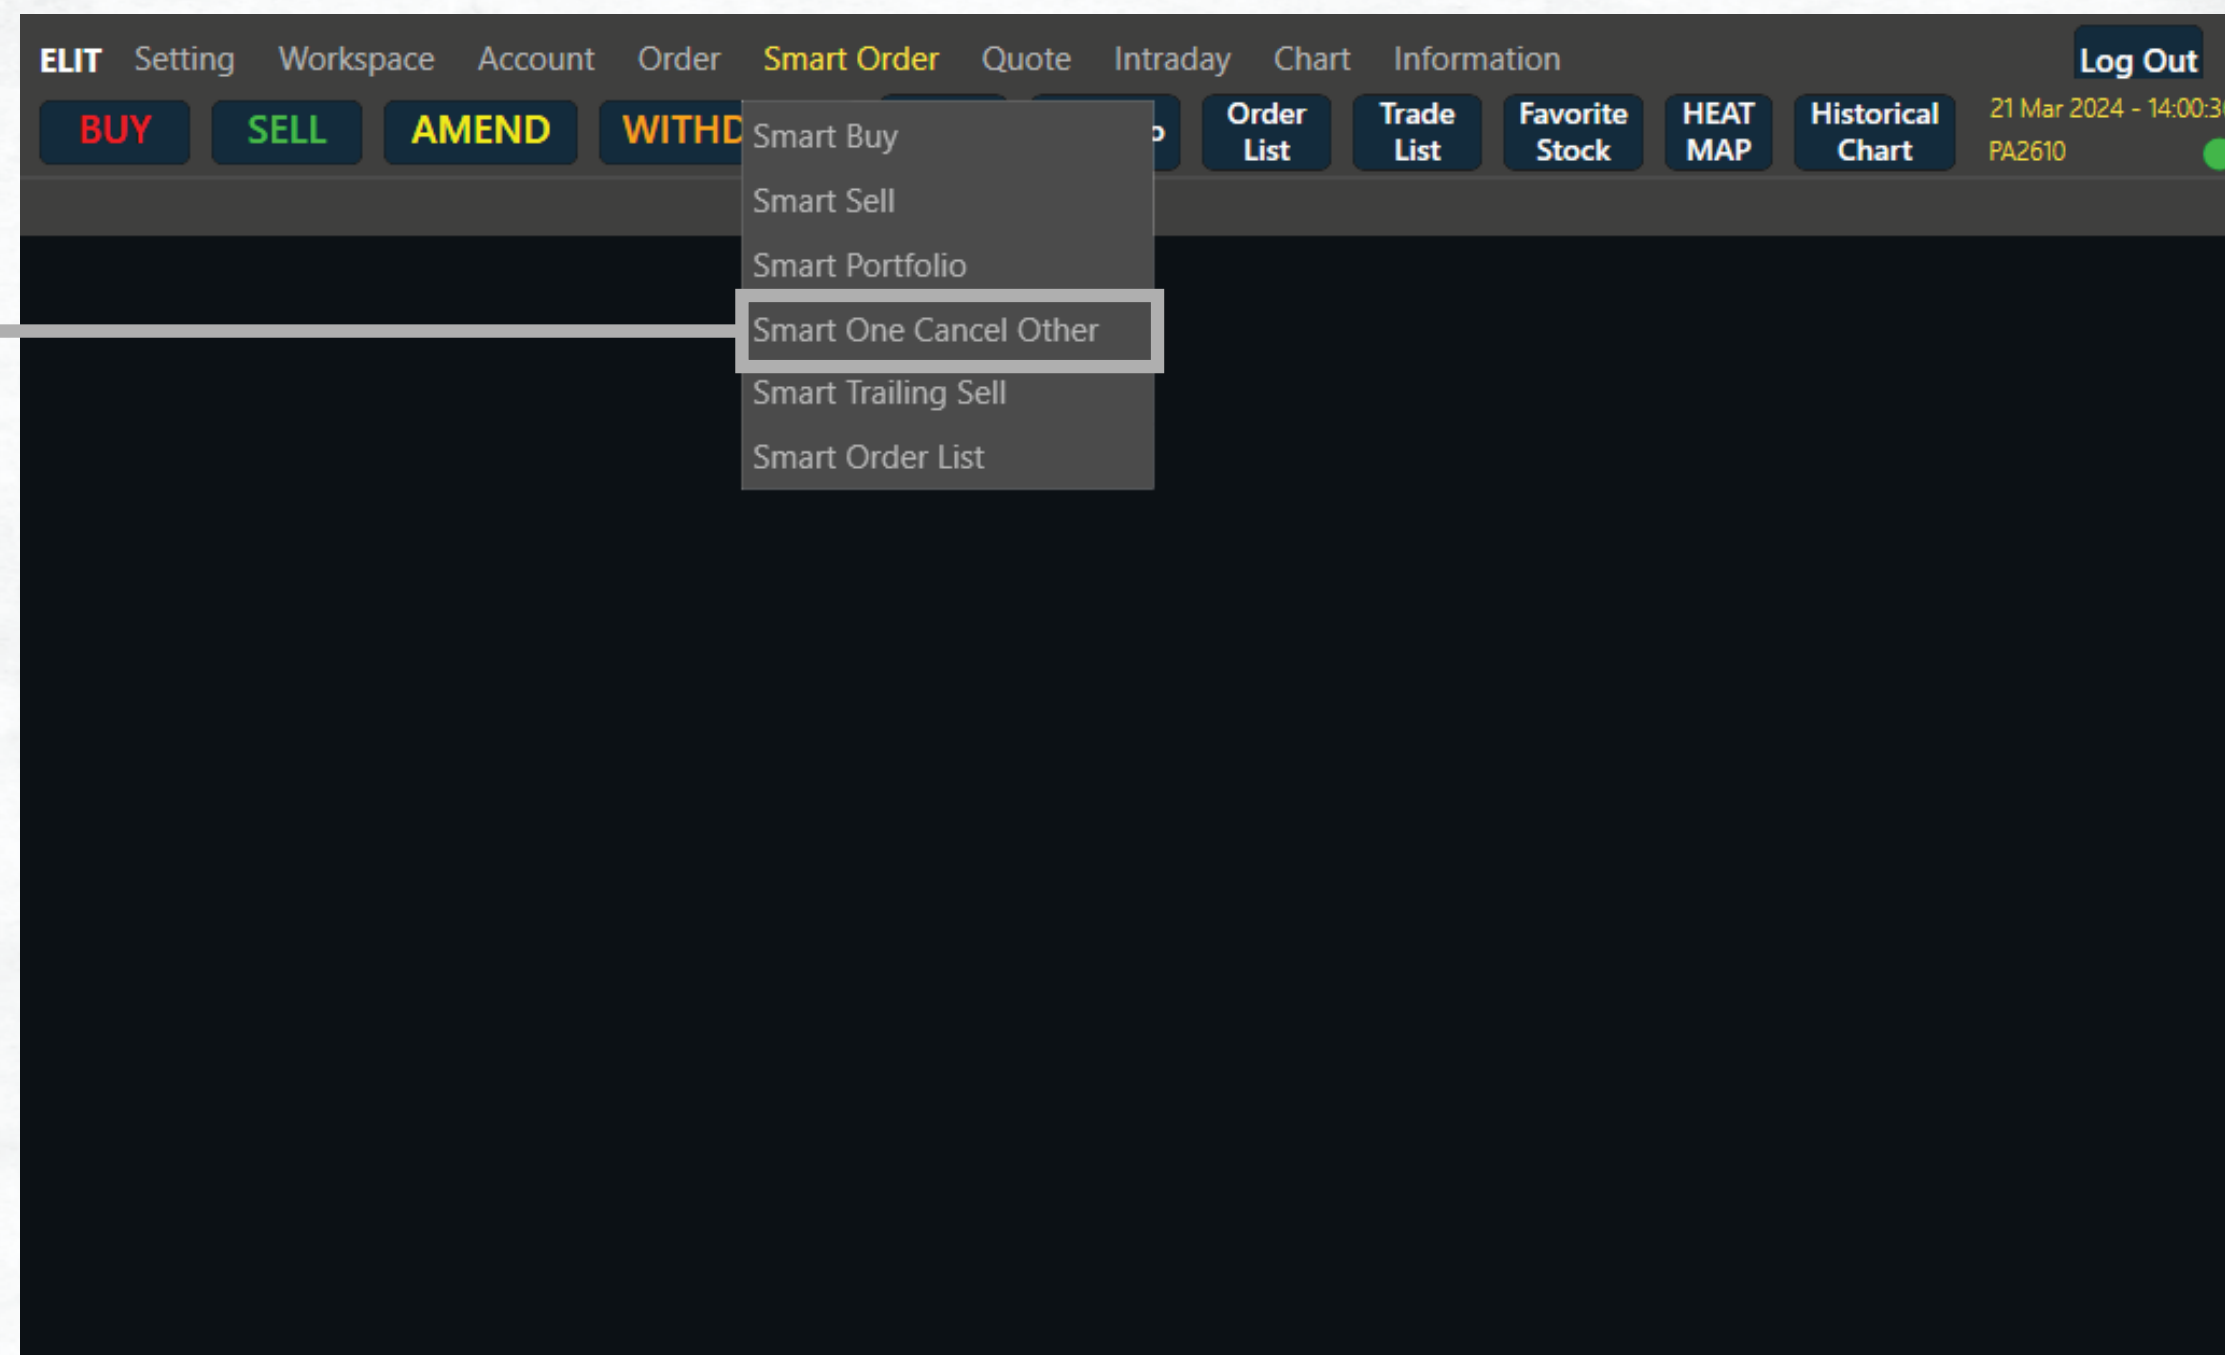 ELIT Setting Workspace Account Order Smart Order Quote Intraday Chart Information Log Out
BUY SELL AMEND Order List Trade List Favorite Stock HEAT MAP Historical Chart
21 Mar 2024 - 14:00:3
PA2610
Smart Buy
Smart Sell
Smart Portfolio
Smart One Cancel Other
Smart Trailing Sell
Smart Order List